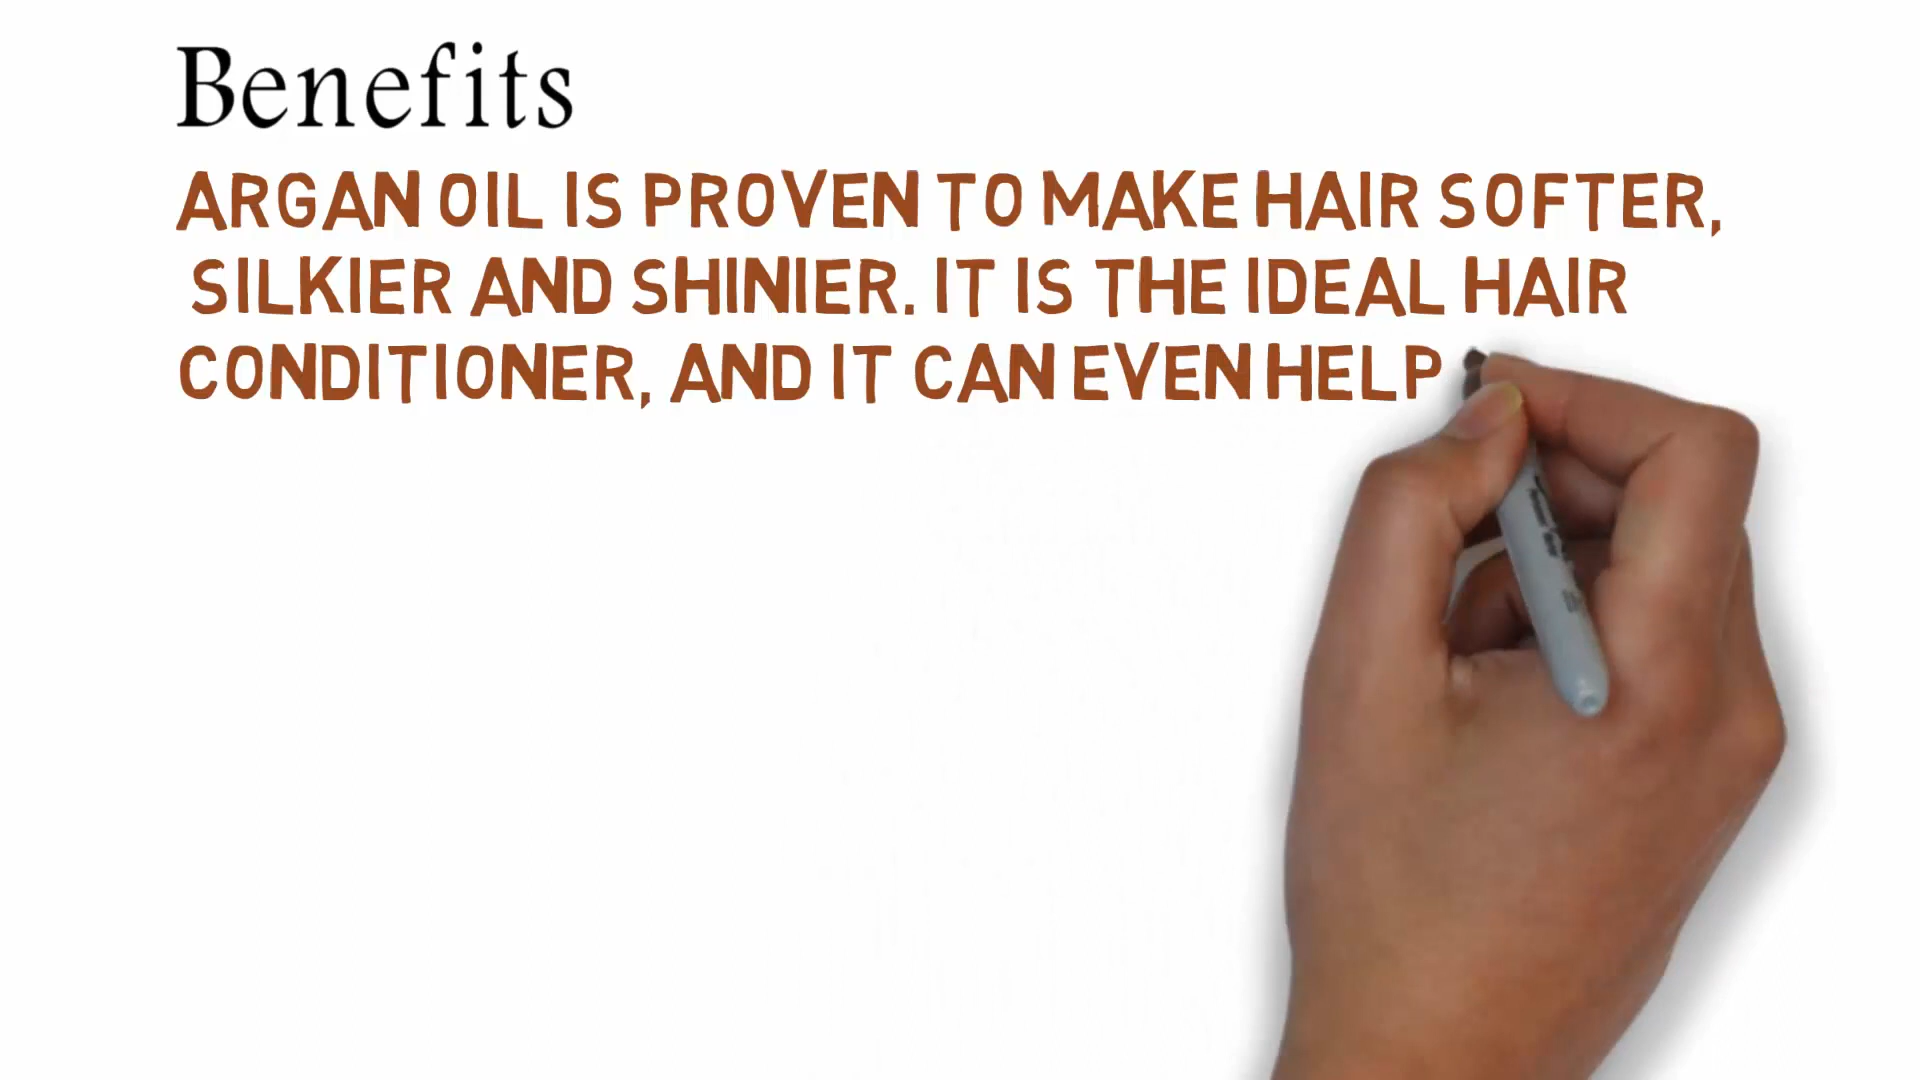 Benefits
ARGAN OIL IS PROVEN TO MAKE HAIR SOFTER,
SILKIER AND SHINIER. IT IS THE IDEAL HAIR
CONDITIONER, AND IT CAN EVEN HELP